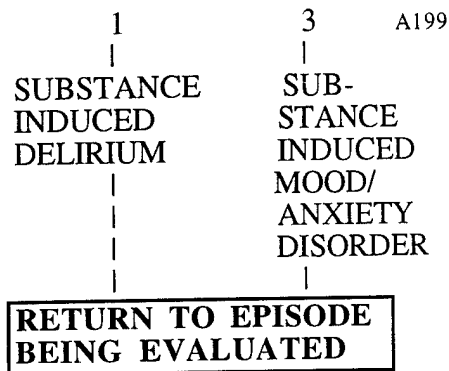 1 3 A199
SUBSTANCE
INDUCED
DELIRIUM
SUB-
STANCE
INDUCED
MOOD/
ANXIETY
DISORDER
RETURN TO EPISODE
BEING EVALUATED